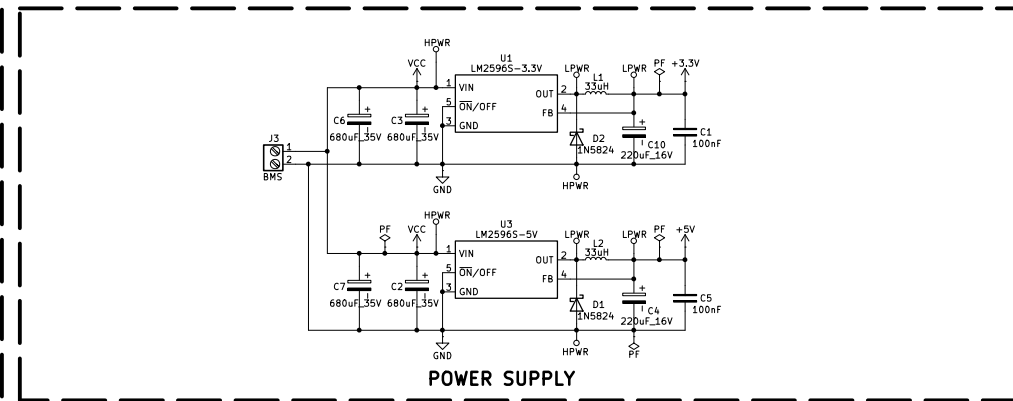 HPWR
VCC
U1
LM2596S-3.3V
LPWR
L1
33uH
LPWR
PF
+3.3V
1 VIN
OUT 2
5 ON/OFF
FB 4
3 GND
C6
680uF_35V
C3
680uF_35V
D2
1N5824
C10
220uF_16V
C1
100nF
J3
1
2
BMS
GND
HPWR
PF
VCC
HPWR
U3
LM2596S-5V
LPWR
L2
33uH
LPWR
PF
+5V
1 VIN
OUT 2
5 ON/OFF
FB 4
3 GND
C7
680uF_35V
C2
680uF_35V
D1
1N5824
C4
220uF_16V
C5
100nF
GND
HPWR
PF
POWER SUPPLY